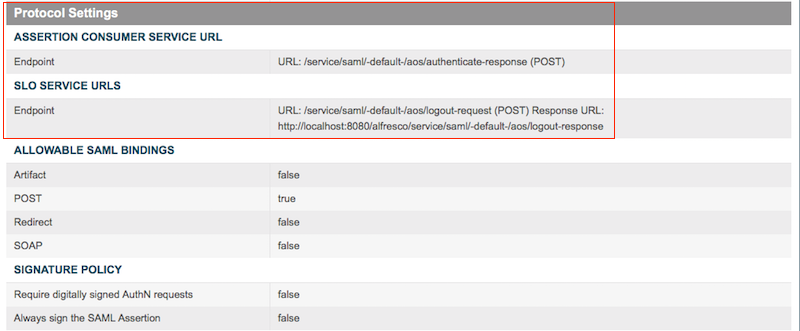 Protocol Settings
ASSERTION CONSUMER SERVICE URL
Endpoint URL: /service/saml/-default-/aos/authenticate-response (POST)
SLO SERVICE URLS
Endpoint URL: /service/saml/-default-/aos/logout-request (POST) Response URL:
http://localhost:8080/alfresco/service/saml/-default-/aos/logout-response
ALLOWABLE SAML BINDINGS
Artifact false
POST true
Redirect false
SOAP false
SIGNATURE POLICY
Require digitally signed AuthN requests false
Always sign the SAML Assertion false